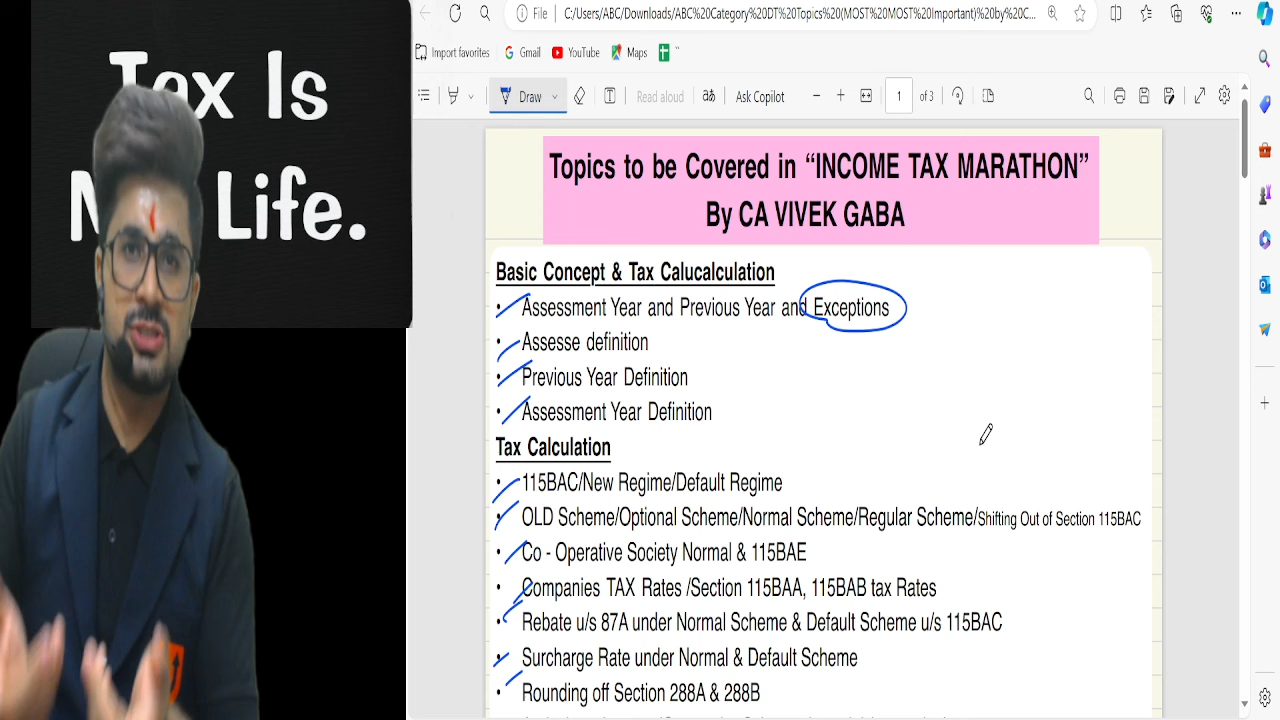 Tax Is
Life.
File
C:/Users/ABC/Downloads/ABC%20Category%20DT%20Topics(MOST%20MOST%20Important)%20by%20C...
Import favorites
Gmail
YouTube
Maps
Draw
Read aloud
Ask Copilot
1
of 3
Topics to be Covered in “INCOME TAX MARATHON”
By CA VIVEK GABA
Basic Concept & Tax Calucalculation
• Assessment Year and Previous Year and Exceptions
• Assesse definition
• Previous Year Definition
• Assessment Year Definition
Tax Calculation
• 115BAC/New Regime/Default Regime
• OLD Scheme/Optional Scheme/Normal Scheme/Regular Scheme/Shifting Out of Section 115BAC
• Co - Operative Society Normal & 115BAE
• Companies TAX Rates /Section 115BAA, 115BAB tax Rates
• Rebate u/s 87A under Normal Scheme & Default Scheme u/s 115BAC
• Surcharge Rate under Normal & Default Scheme
• Rounding off Section 288A & 288B